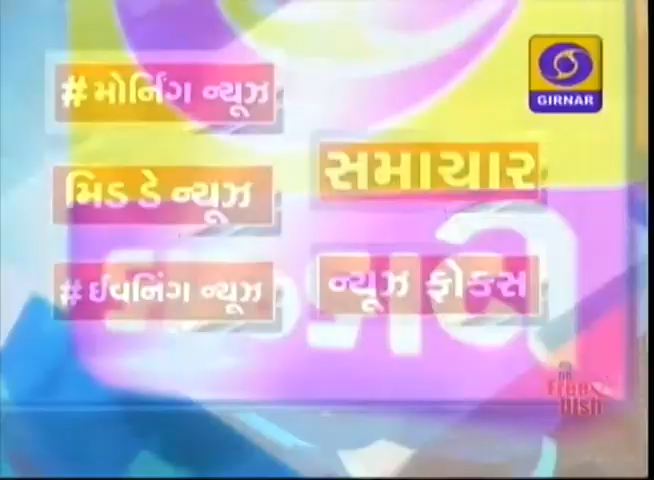 #મોર્નિંગ ન્યૂઝ
મિડ ડે ન્યૂઝ
#ઈવનિંગ ન્યૂઝ
સમાચાર
ન્યૂઝ ફોકસ
GIRNAR
Free
Dish